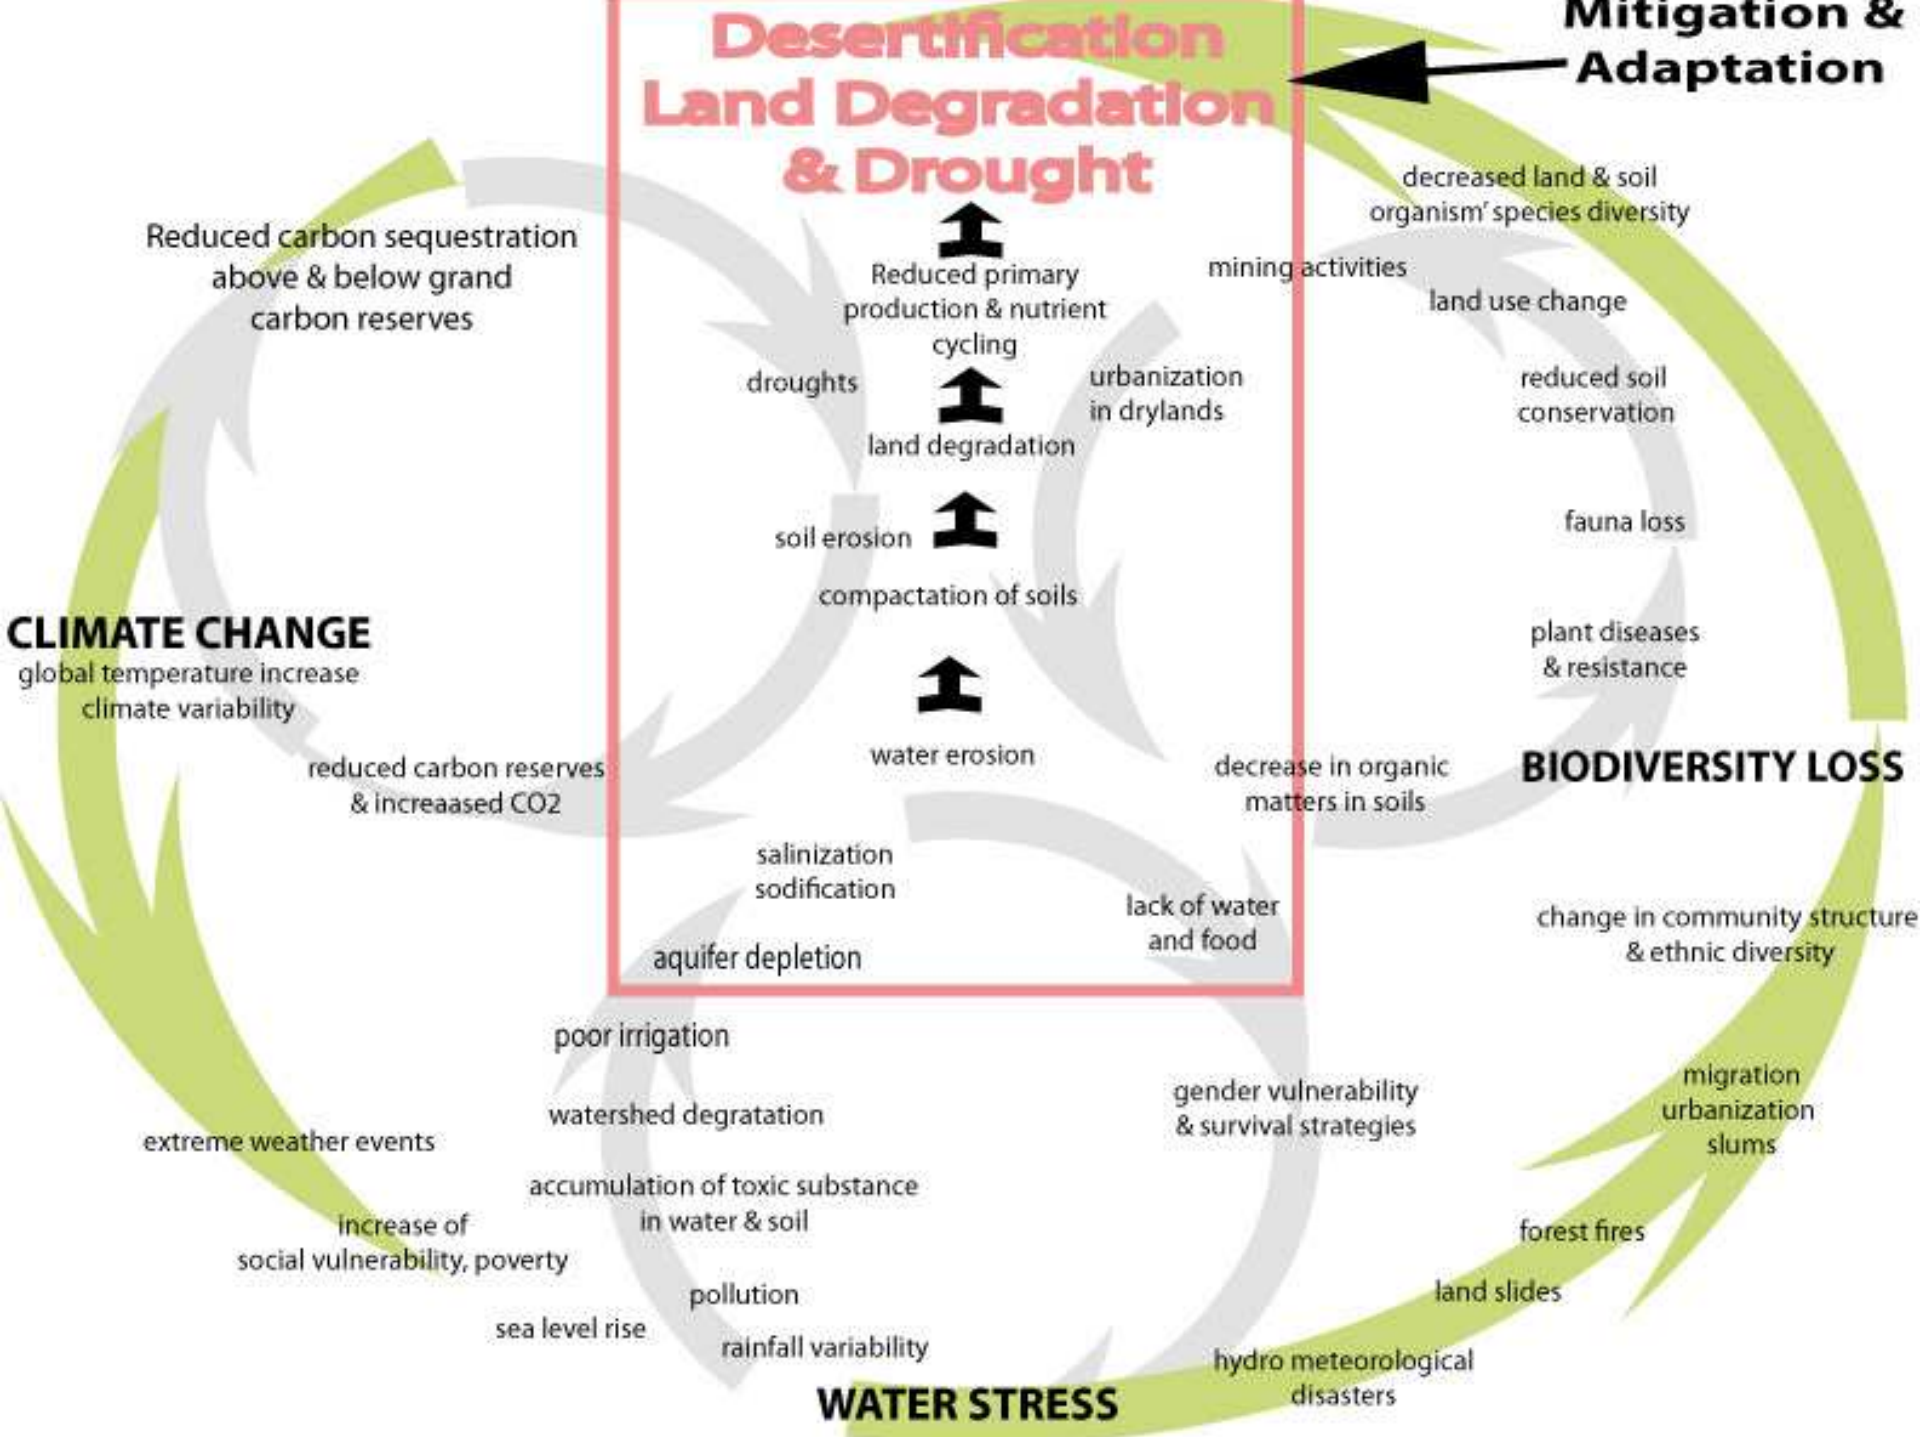 Desertification
Land Degradation
& Drought
Mitigation &
Adaptation
decreased land & soil
organism' species diversity
mining activities
land use change
Reduced carbon sequestration
above & below grand
carbon reserves
Reduced primary
production & nutrient
cycling
droughts
urbanization
in drylands
reduced soil
conservation
land degradation
fauna loss
soil erosion
compactation of soils
CLIMATE CHANGE
global temperature increase
climate variability
plant diseases
& resistance
reduced carbon reserves
& increaased CO2
water erosion
decrease in organic
matters in soils
BIODIVERSITY LOSS
salinization
sodification
lack of water
and food
aquifer depletion
change in community structure
& ethnic diversity
poor irrigation
gender vulnerability
& survival strategies
migration
urbanization
slums
watershed degratation
extreme weather events
accumulation of toxic substance
in water & soil
increase of
social vulnerability, poverty
forest fires
land slides
pollution
sea level rise
rainfall variability
hydro meteorological
disasters
WATER STRESS